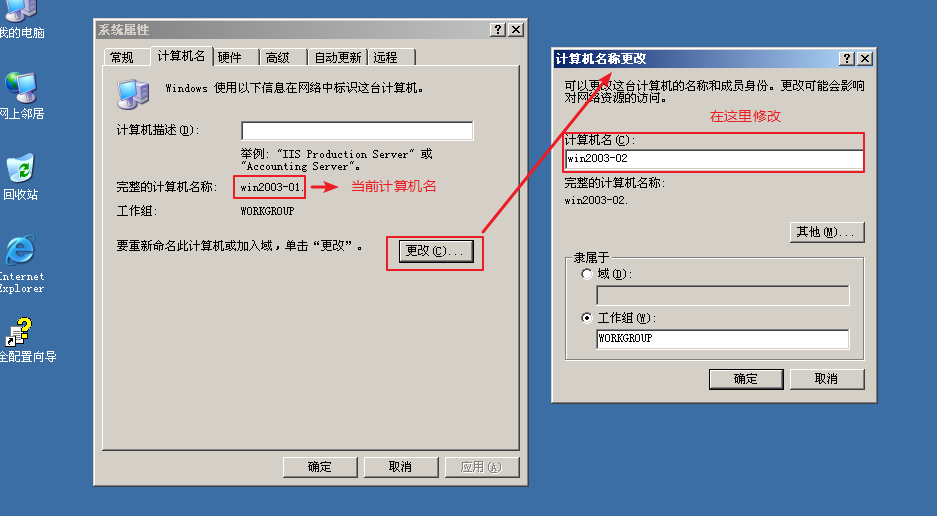 我的电脑
网上邻居
回收站
Internet
Explorer
全配置向导
系统属性
常规
计算机名
硬件
高级
自动更新
远程
Windows 使用以下信息在网络中标识这台计算机。
计算机描述(D):
举例: "IIS Production Server" 或
"Accounting Server"。
完整的计算机名称:
win2003-01.
当前计算机名
工作组:
WORKGROUP
要重新命名此计算机或加入域,单击“更改”。
更改(C)...
确定
取消
应用(A)
计算机名称更改
可以更改这台计算机的名称和成员身份。更改可能会影响
对网络资源的访问。
在这里修改
计算机名(C):
win2003-02
完整的计算机名称:
win2003-02.
其他(M)...
隶属于
域(D):
工作组(W):
WORKGROUP
确定
取消